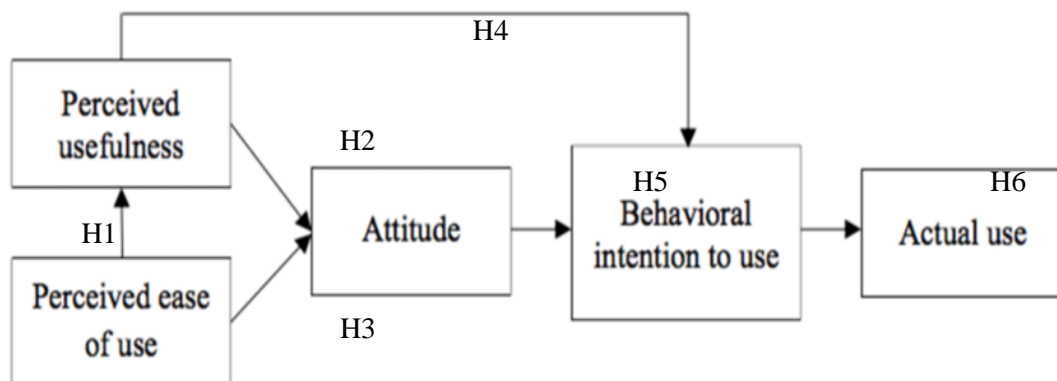 H4
Perceived
usefulness
H2
H5
H6
Attitude
Behavioral
intention to use
Actual use
H1
Perceived ease
of use
H3